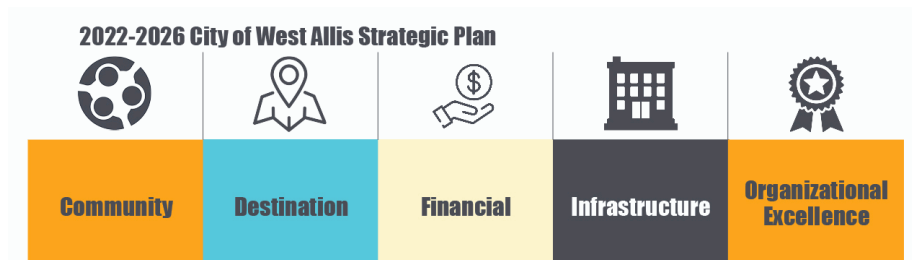 2022-2026 City of West Allis Strategic Plan
$
Community
Destination
Financial
Infrastructure
Organizational
Excellence